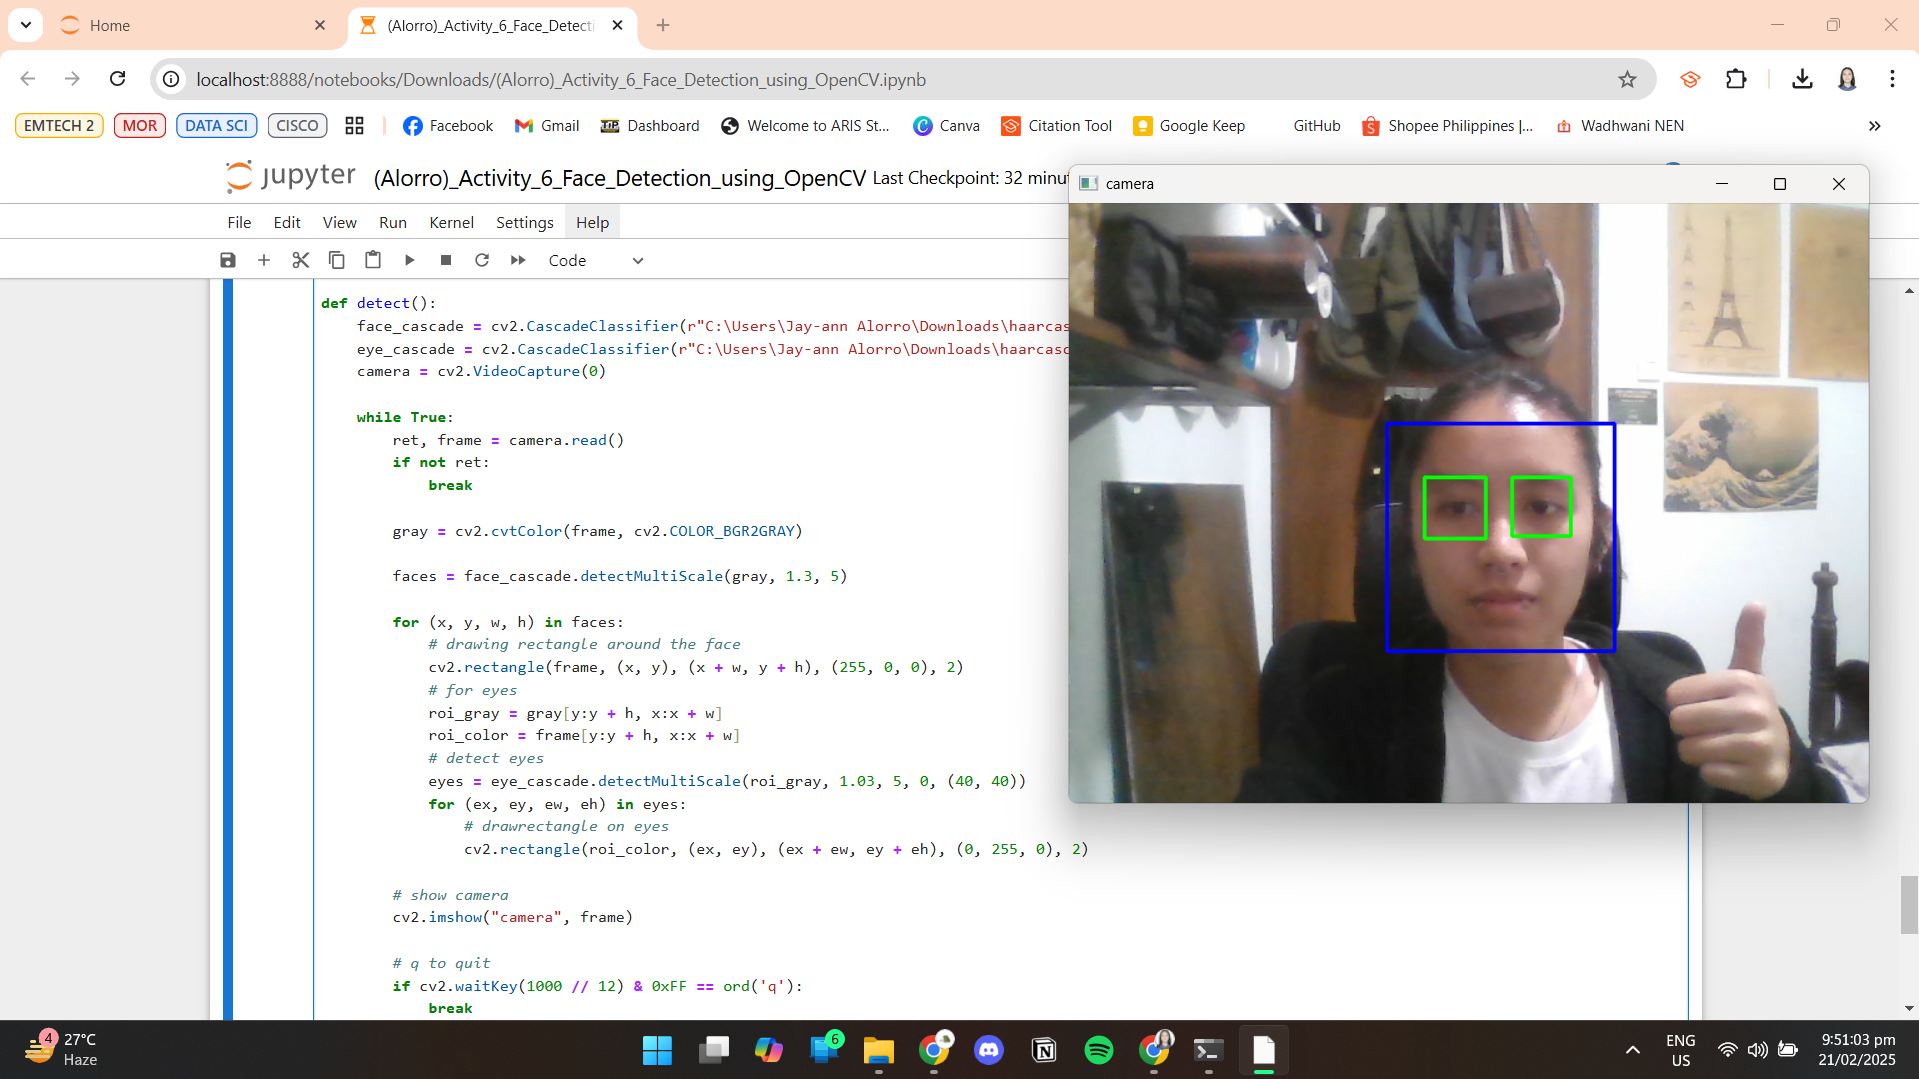 Home
(Alorro)_Activity_6_Face_Detecti
localhost:8888/notebooks/Downloads/(Alorro)_Activity_6_Face_Detection_using_OpenCV.ipynb
EMTECH 2
MOR
DATA SCI
CISCO
Facebook
Gmail
Dashboard
Welcome to ARIS St...
Canva
Citation Tool
Google Keep
GitHub
Shopee Philippines |...
Wadhwani NEN
jupyter
(Alorro)_Activity_6_Face_Detection_using_OpenCV
Last Checkpoint: 32 minut
camera
File
Edit
View
Run
Kernel
Settings
Help
Code
def detect():
face_cascade = cv2.CascadeClassifier(r"C:\Users\Jay-ann Alorro\Downloads\haarcas
eye_cascade = cv2.CascadeClassifier(r"C:\Users\Jay-ann Alorro\Downloads\haarcasc
camera = cv2.VideoCapture(0)
while True:
ret, frame = camera.read()
if not ret:
break
gray = cv2.cvtColor(frame, cv2.COLOR_BGR2GRAY)
faces = face_cascade.detectMultiScale(gray, 1.3, 5)
for (x, y, w, h) in faces:
# drawing rectangle around the face
cv2.rectangle(frame, (x, y), (x + w, y + h), (255, 0, 0), 2)
# for eyes
roi_gray = gray[y:y + h, x:x + w]
roi_color = frame[y:y + h, x:x + w]
# detect eyes
eyes = eye_cascade.detectMultiScale(roi_gray, 1.03, 5, 0, (40, 40))
for (ex, ey, ew, eh) in eyes:
# drawrectangle on eyes
cv2.rectangle(roi_color, (ex, ey), (ex + ew, ey + eh), (0, 255, 0), 2)
# show camera
cv2.imshow("camera", frame)
# q to quit
if cv2.waitKey(1000 // 12) & 0xFF == ord('q'):
break
4
27°C
Haze
6
ENG
US
9:51:03 pm
21/02/2025